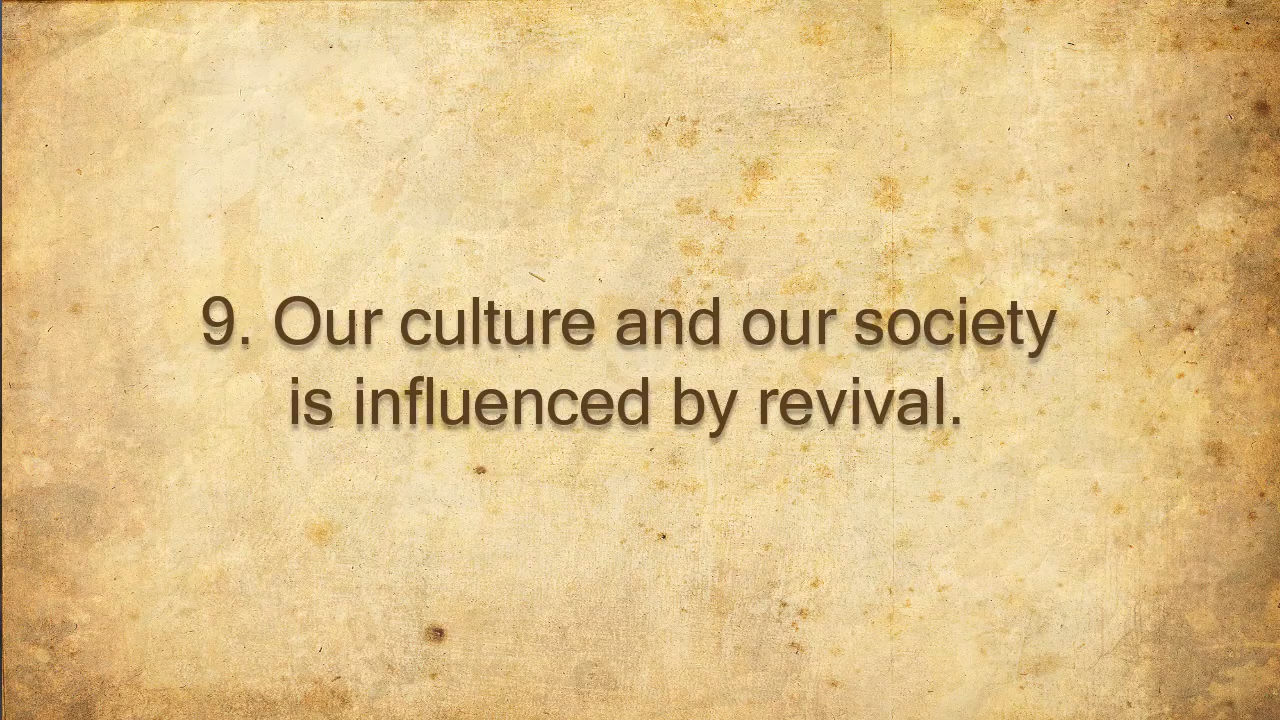 9. Our culture and our society
is influenced by revival.